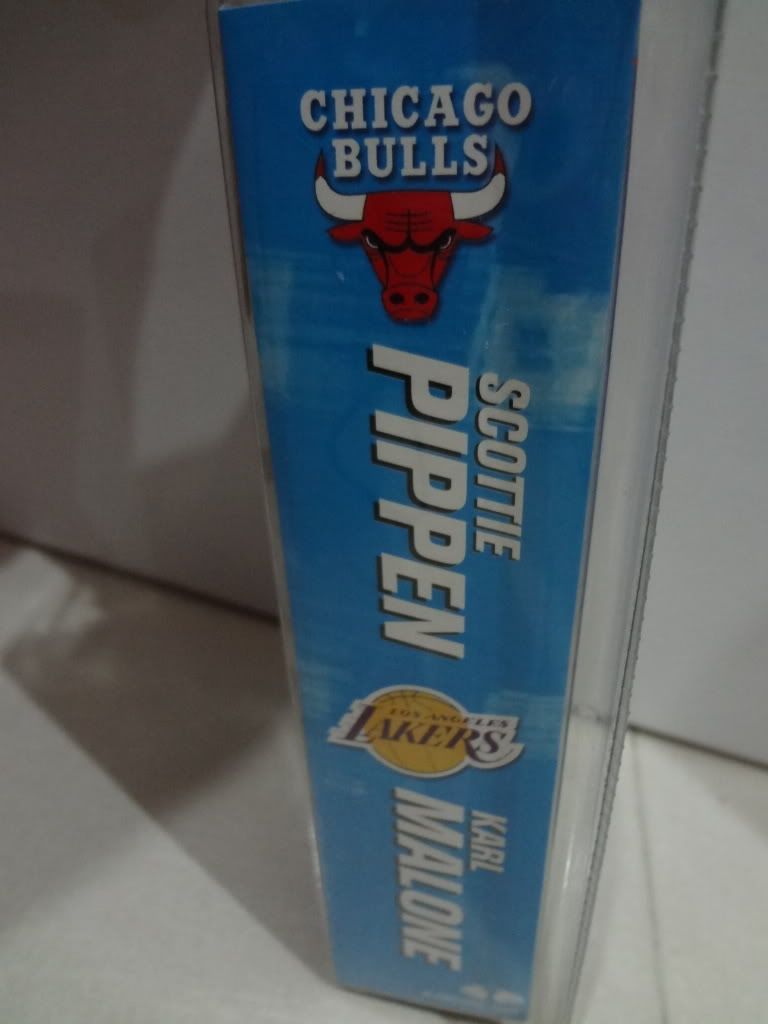 CHICAGO
BULLS
SCOTTIE
PIPPEN
LOS ANGELES
LAKERS
KARL
MALONE